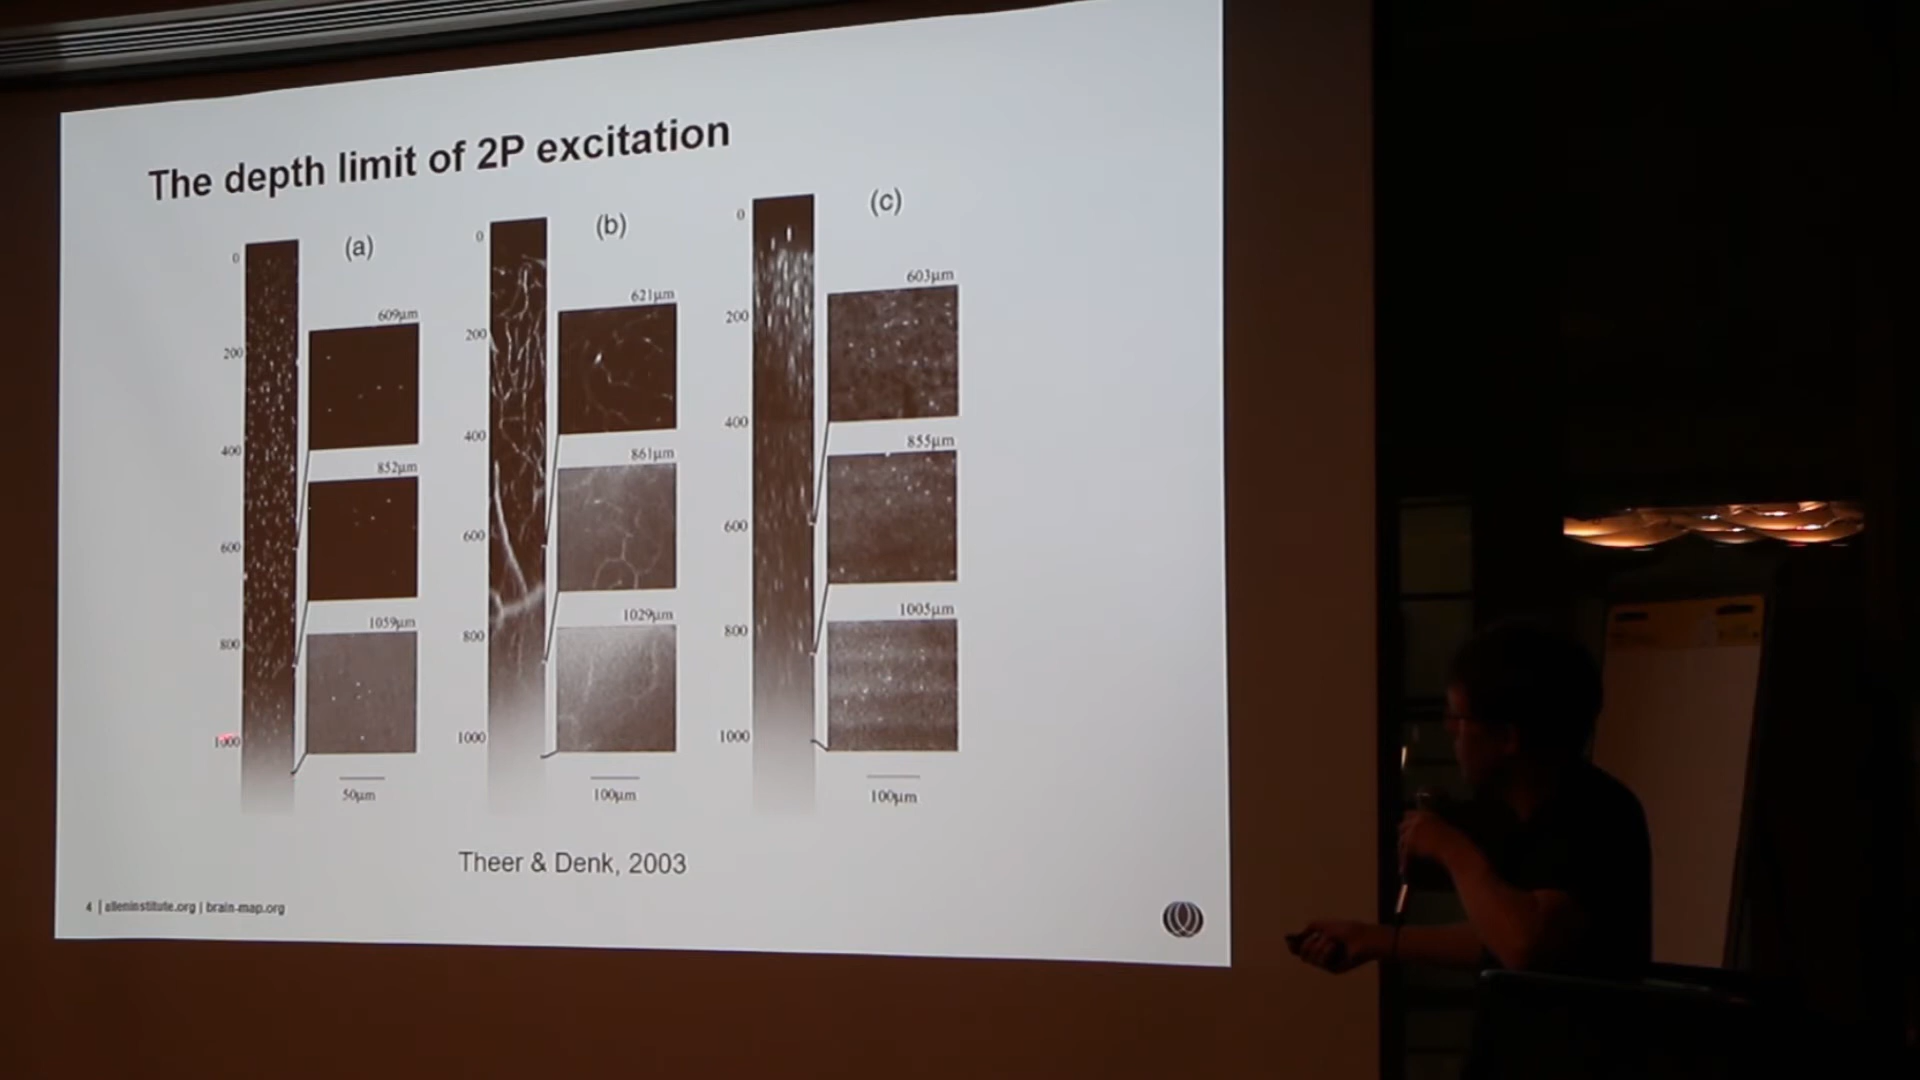 The depth limit of 2P excitation
(a)
0
200
400
600
800
1000
609µm
852µm
1059µm
50µm
(b)
0
200
400
600
800
1000
621µm
861µm
1029µm
100µm
(c)
0
200
400
600
800
1000
603µm
855µm
1005µm
100µm
Theer & Denk, 2003
4 | alleninstitute.org | brain-map.org